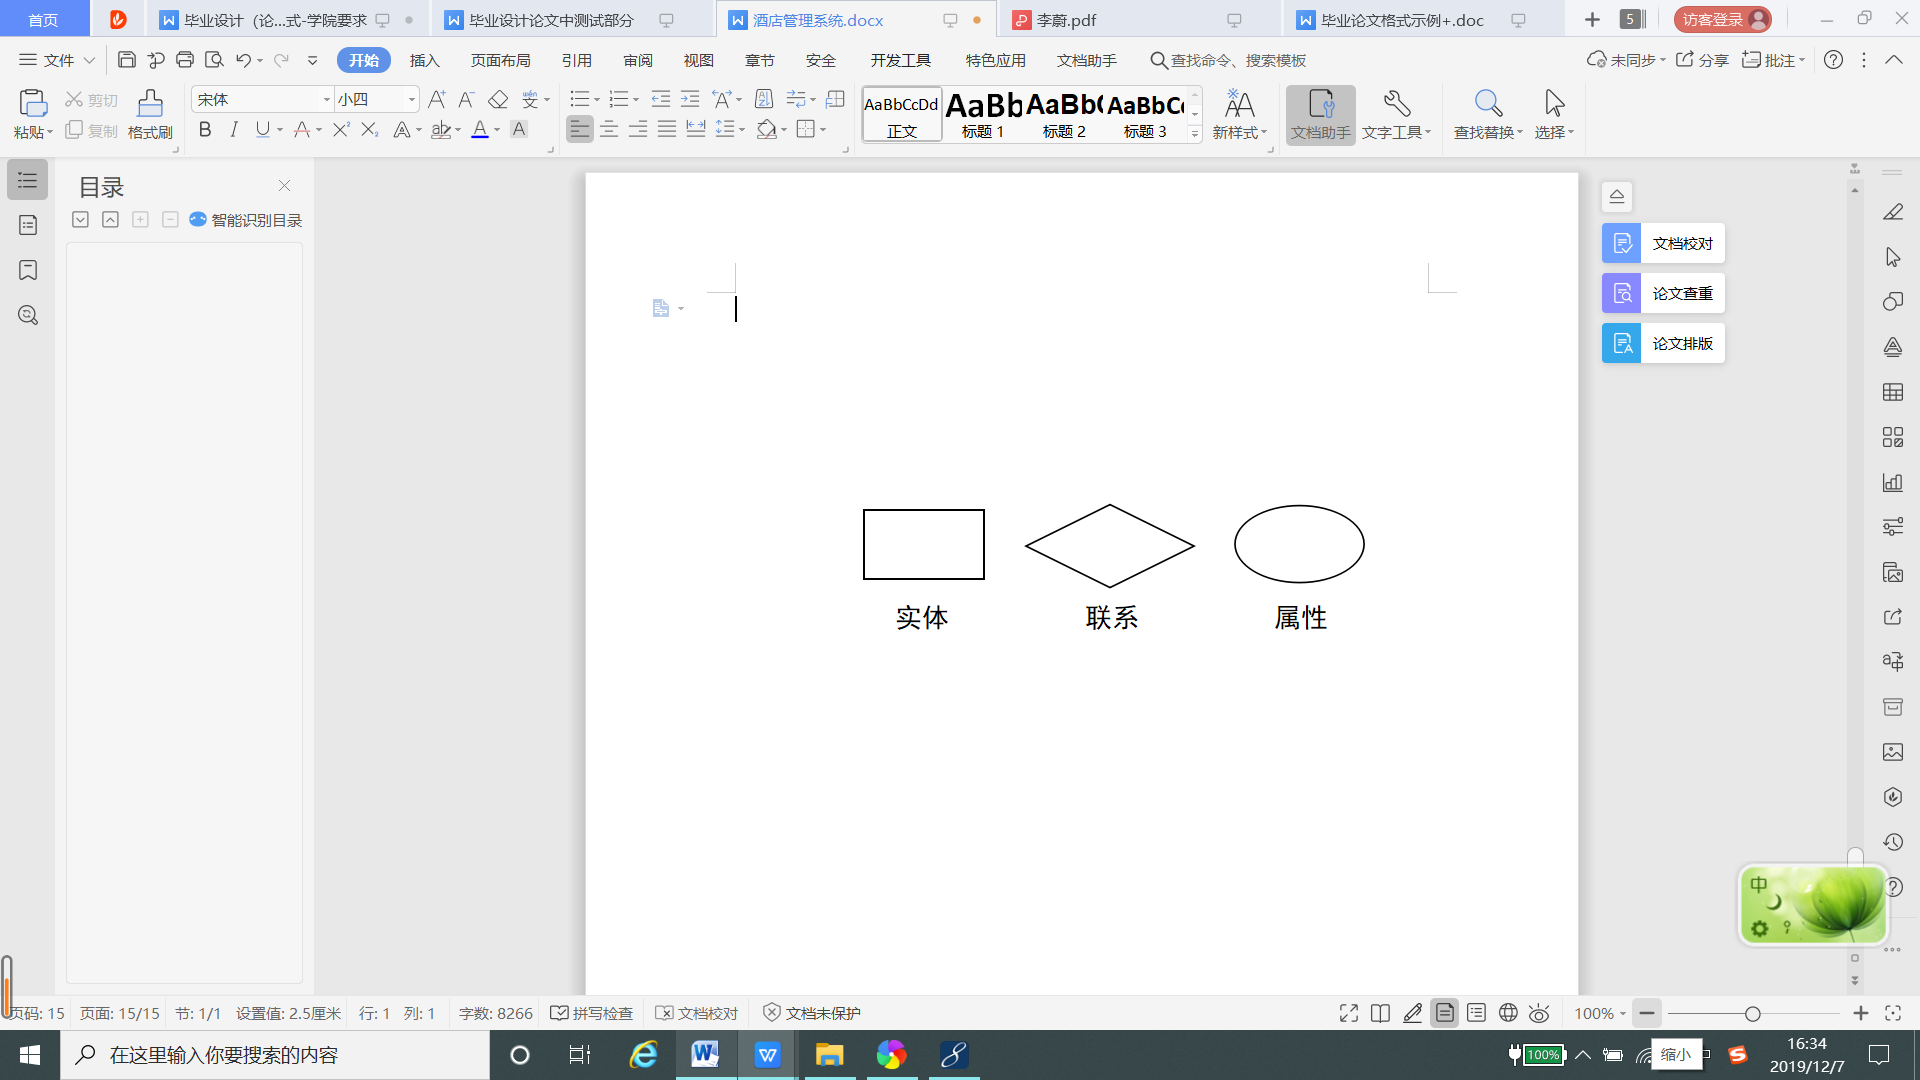 首页
毕业设计（论...式-学院要求
毕业设计论文中测试部分
酒店管理系统.docx
李蔚.pdf
毕业论文格式示例+.doc
5
访客登录
文件
开始
插入
页面布局
引用
审阅
视图
章节
安全
开发工具
特色应用
文档助手
查找命令、搜索模板
未同步
分享
批注
粘贴
剪切
复制
格式刷
宋体
小四
AaBbCcDd
正文
AaBb
标题 1
AaBb(
标题 2
AaBbC
标题 3
新样式
文档助手
文字工具
查找替换
选择
目录
智能识别目录
文档校对
论文查重
论文排版
实体
联系
属性
中
页码: 15
页面: 15/15
节: 1/1
设置值: 2.5厘米
行: 1
列: 1
字数: 8266
拼写检查
文档校对
文档未保护
100%
在这里输入你要搜索的内容
100%
缩小
16:34
2019/12/7